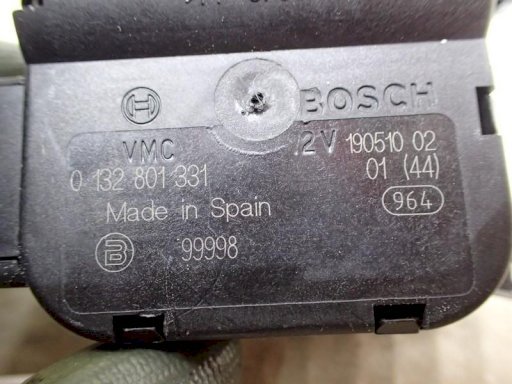 BOSCH
VMC 12V 190510 02
0 132 801 331 01 (44)
Made in Spain 964
B 99998